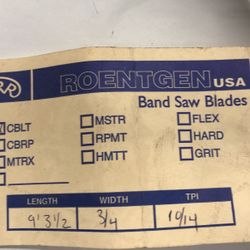 RR ROENTGEN USA
Band Saw Blades
CBLT MSTR FLEX
CBRP RPMT HARD
MTRX HMTT GRIT
LENGTH WIDTH TPI
9' 3 1/2 3/4 10/14